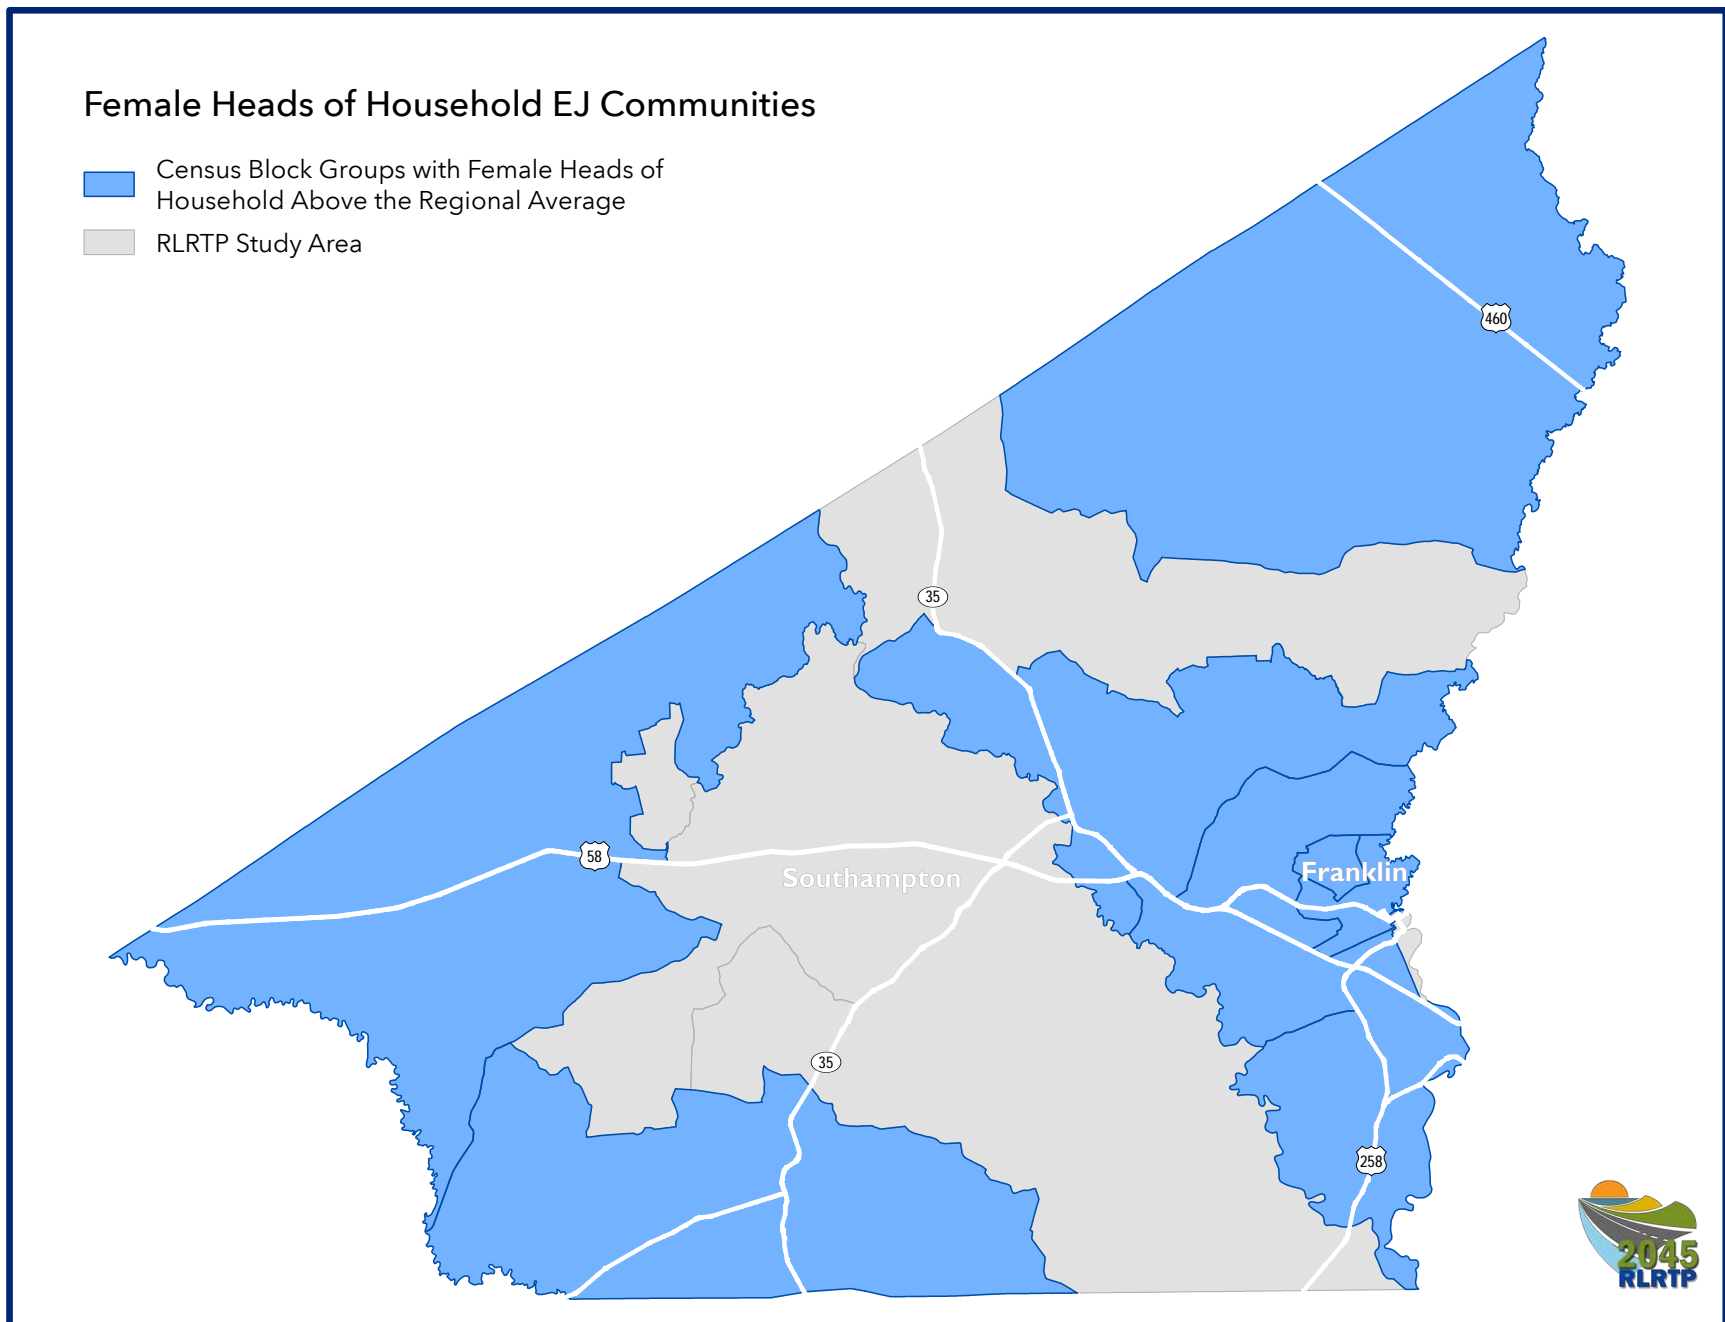 Female Heads of Household EJ Communities
Census Block Groups with Female Heads of
Household Above the Regional Average
RLRTP Study Area
460
35
58
Southampton
Franklin
35
258
2045
RLRTP